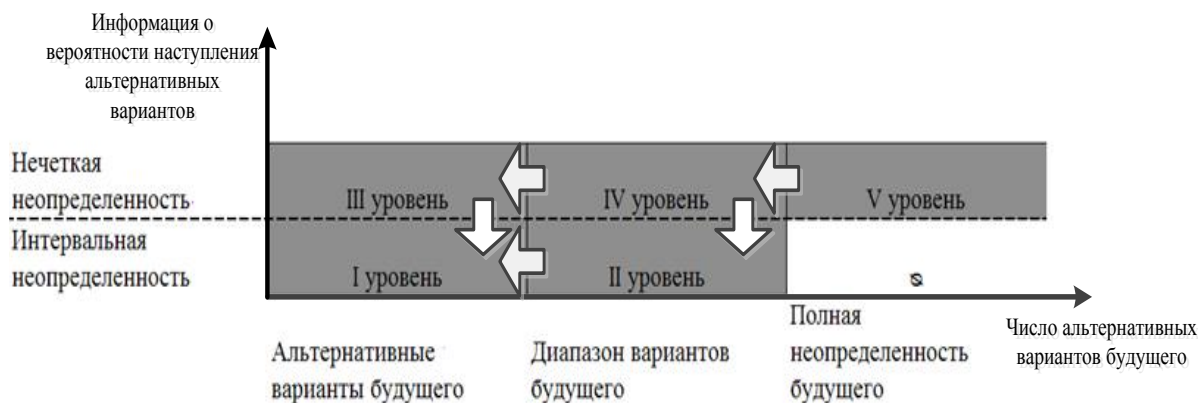 Информация о
вероятности наступления
альтернативных
вариантов
Нечеткая
неопределенность
III уровень
IV уровень
V уровень
Интервальная
неопределенность
I уровень
II уровень
ø
Альтернативные
варианты будущего
Диапазон вариантов
будущего
Полная
неопределенность
будущего
Число альтернативных
вариантов будущего